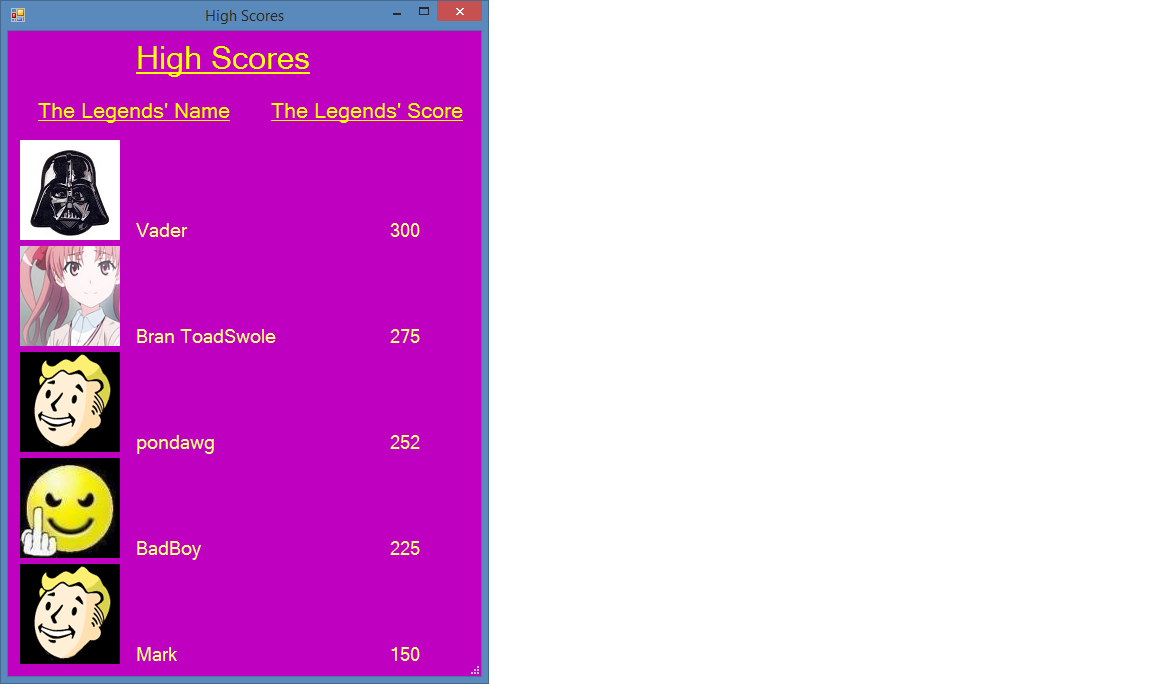 High Scores
High Scores
The Legends' Name The Legends' Score
Vader 300
Bran ToadSwole 275
pondawg 252
BadBoy 225
Mark 150